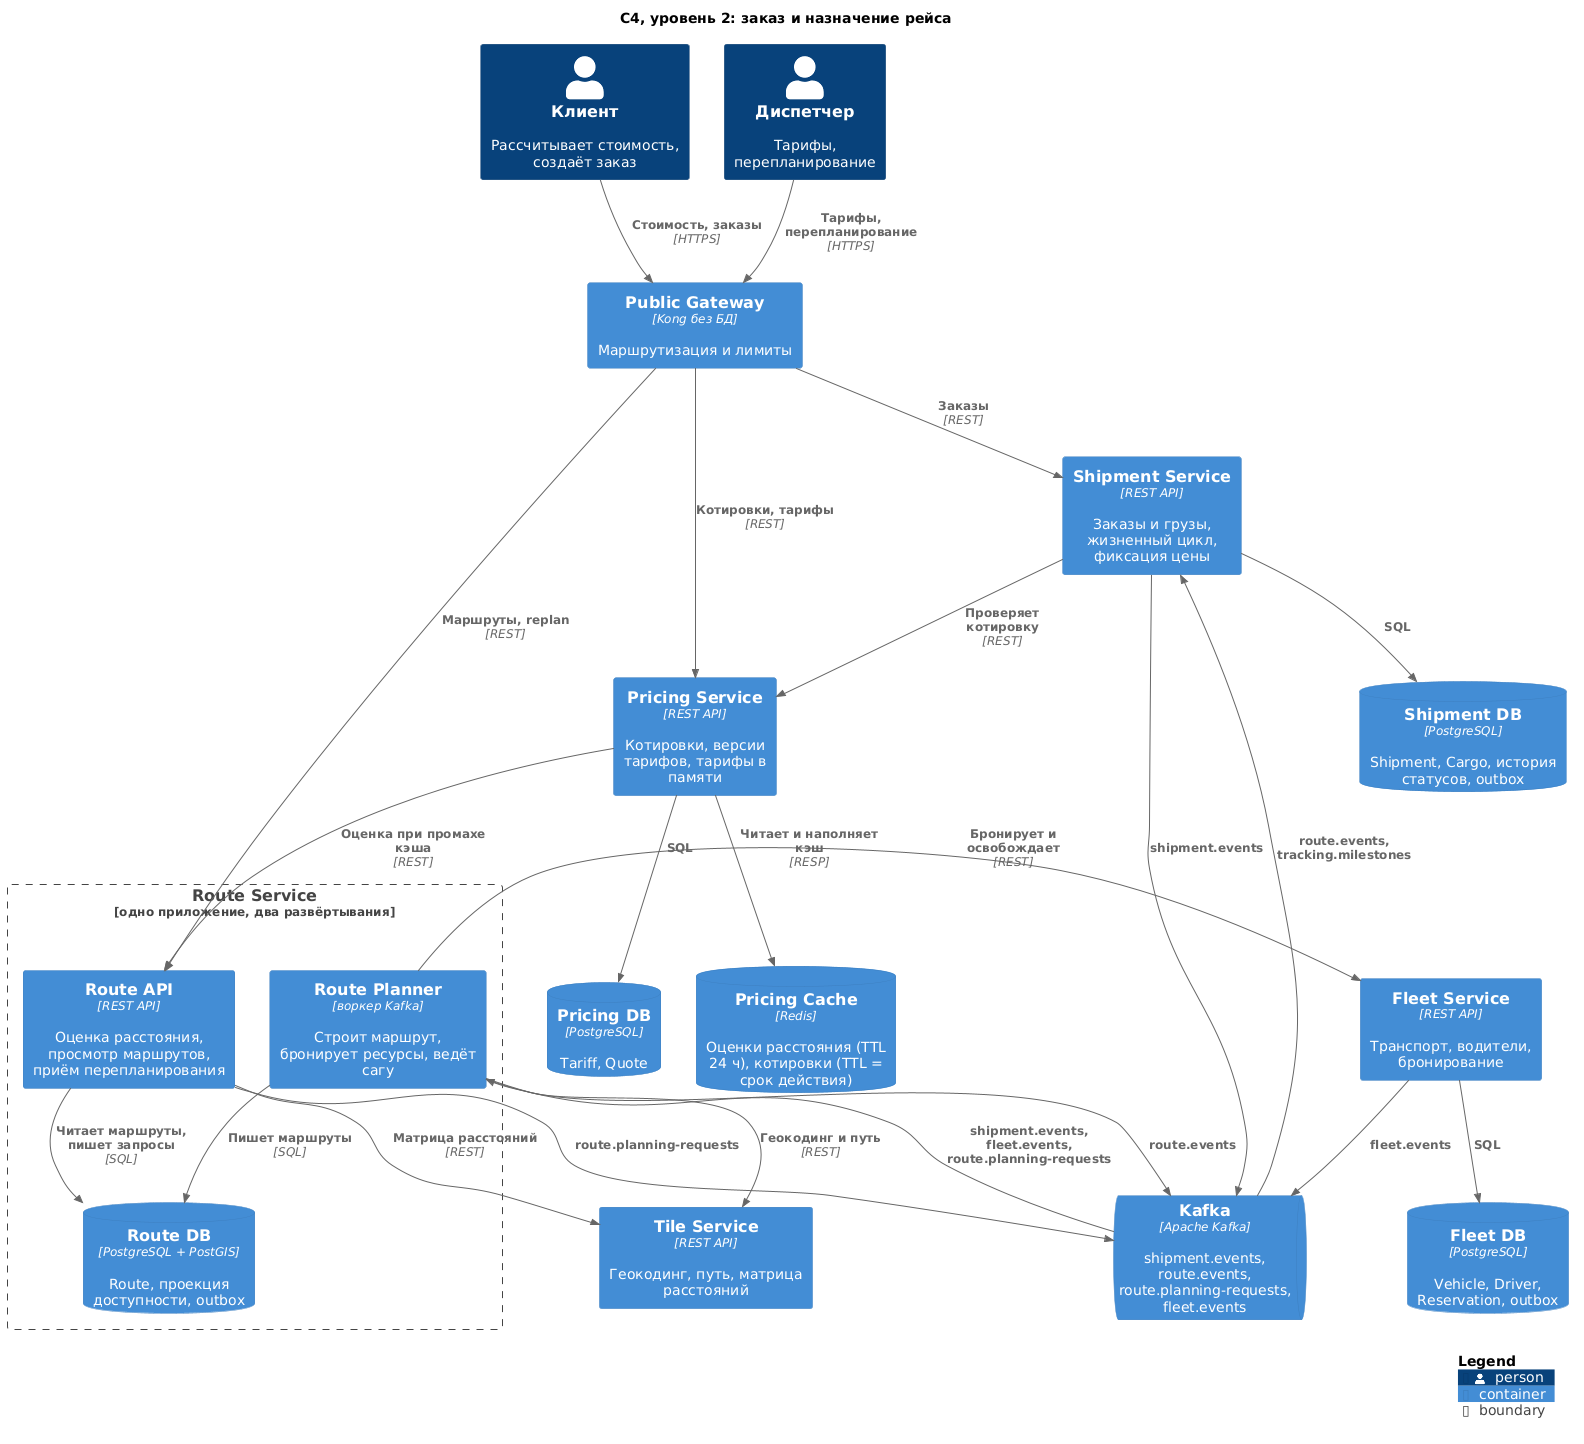 C4, уровень 2: заказ и назначение рейса
Клиент
Рассчитывает стоимость,
создаёт заказ
Диспетчер
Тарифы,
перепланирование
Стоимость, заказы
[HTTPS]
Тарифы,
перепланирование
[HTTPS]
Public Gateway
[Kong без БД]
Маршрутизация и лимиты
Заказы
[REST]
Котировки, тарифы
[REST]
Маршруты, replan
[REST]
Shipment Service
[REST API]
Заказы и грузы,
жизненный цикл,
фиксация цены
Проверяет
котировку
[REST]
SQL
Pricing Service
[REST API]
Котировки, версии
тарифов, тарифы в
памяти
Shipment DB
[PostgreSQL]
Shipment, Cargo, история
статусов, outbox
Оценка при промахе
кэша
[REST]
SQL
Читает и наполняет
кэш
[RESP]
Бронирует и
освобождает
[REST]
shipment.events
route.events,
tracking.milestones
Route Service
[одно приложение, два развёртывания]
Route API
[REST API]
Оценка расстояния,
просмотр маршрутов,
приём перепланирования
Route Planner
[воркер Kafka]
Строит маршрут,
бронирует ресурсы, ведёт
сагу
Pricing DB
[PostgreSQL]
Tariff, Quote
Pricing Cache
[Redis]
Оценки расстояния (TTL
24 ч), котировки (TTL =
срок действия)
Fleet Service
[REST API]
Транспорт, водители,
бронирование
Читает маршруты,
пишет запросы
[SQL]
Пишет маршруты
[SQL]
Матрица расстояний
[REST]
route.planning-requests
Геокодинг и путь
[REST]
shipment.events,
fleet.events,
route.planning-requests
route.events
fleet.events
SQL
Route DB
[PostgreSQL + PostGIS]
Route, проекция
доступности, outbox
Tile Service
[REST API]
Геокодинг, путь, матрица
расстояний
Kafka
[Apache Kafka]
shipment.events,
route.events,
route.planning-requests,
fleet.events
Fleet DB
[PostgreSQL]
Vehicle, Driver,
Reservation, outbox
Legend
person
container
boundary